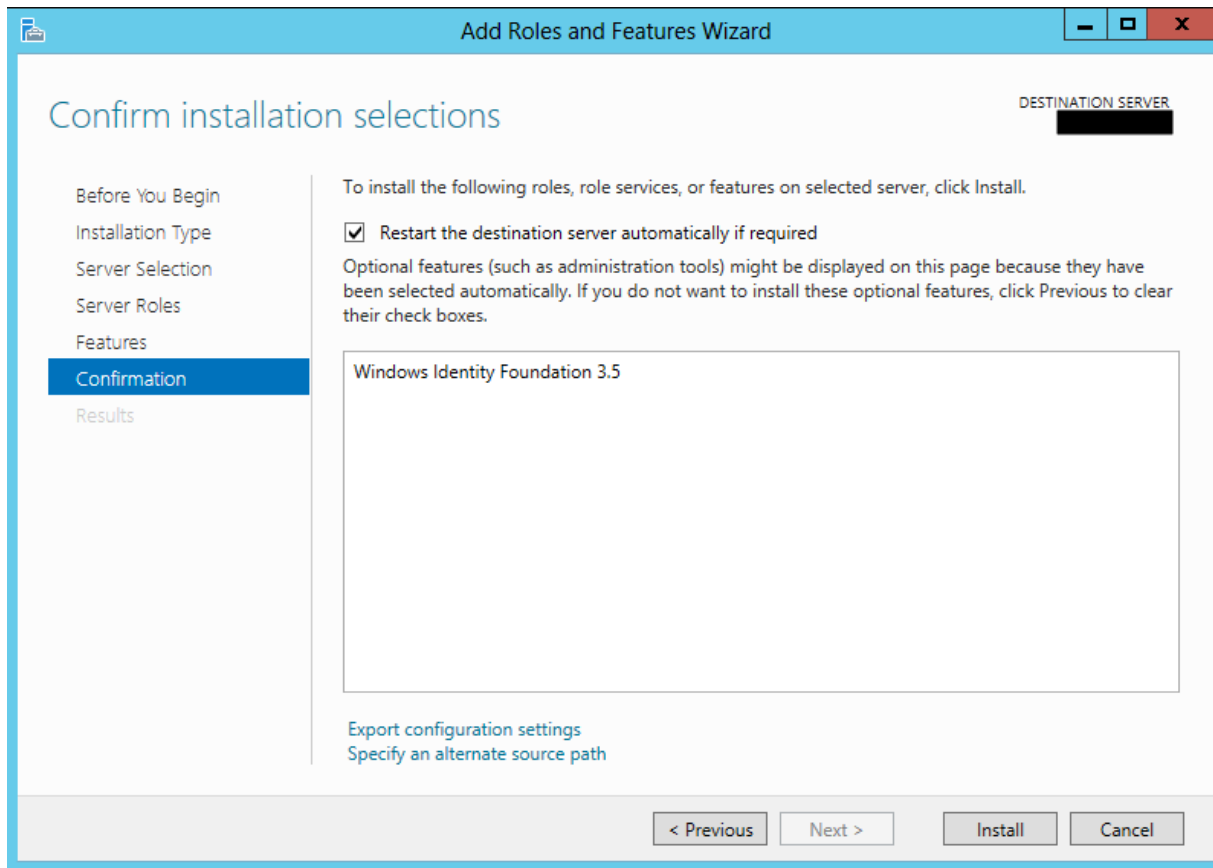 Add Roles and Features Wizard
Confirm installation selections
DESTINATION SERVER
Before You Begin
Installation Type
Server Selection
Server Roles
Features
Confirmation
Results
To install the following roles, role services, or features on selected server, click Install.
Restart the destination server automatically if required
Optional features (such as administration tools) might be displayed on this page because they have
been selected automatically. If you do not want to install these optional features, click Previous to clear
their check boxes.
Windows Identity Foundation 3.5
Export configuration settings
Specify an alternate source path
< Previous
Next >
Install
Cancel